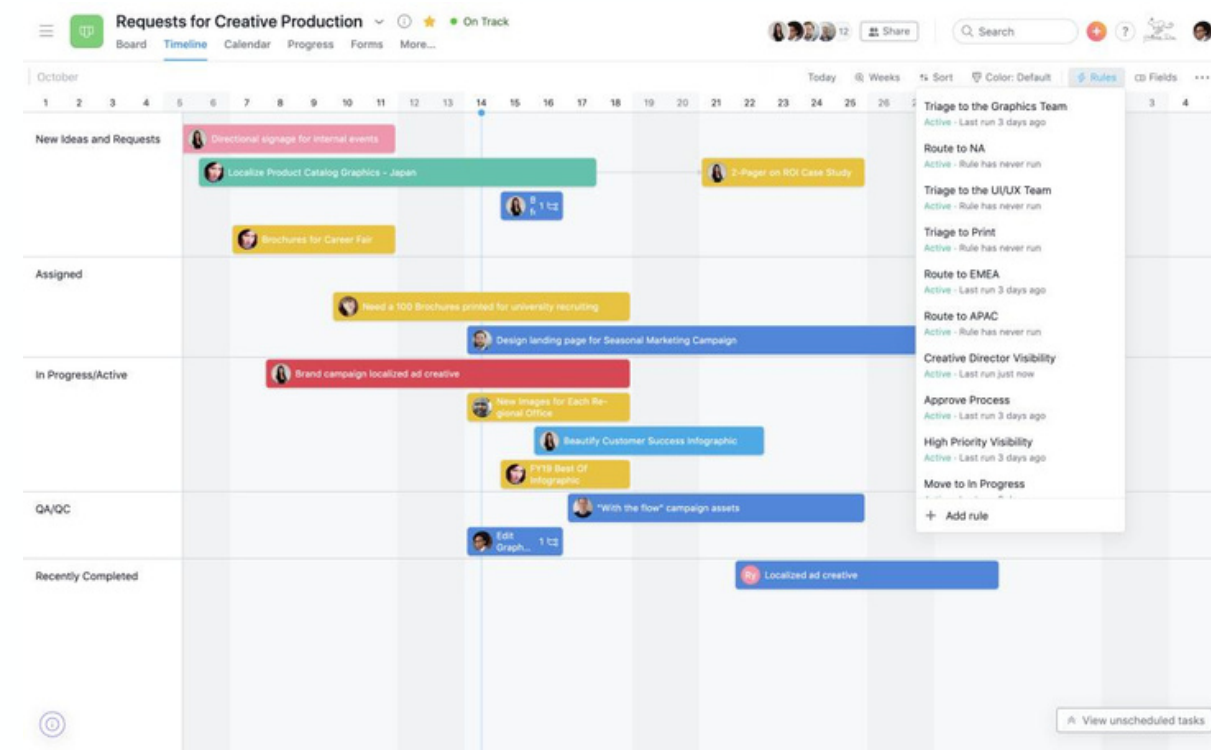 Requests for Creative Production
On Track
12
Share
Search
?
Board Timeline Calendar Progress Forms More...
October
Today Weeks Sort Color: Default Rules Fields
1 2 3 4 5 6 7 8 9 10 11 12 13 14 15 16 17 18 19 20 21 22 23 24 25 26 3 4
New Ideas and Requests
Directional signage for internal events
Localize Product Catalog Graphics - Japan
2-Pager on ROI Case Study
1
Brochures for Career Fair
Assigned
Need a 100 Brochures printed for university recruiting
Design landing page for Seasonal Marketing Campaign
In Progress/Active
Brand campaign localized ad creative
New Images for Each Re-
gional Office
Beautify Customer Success Infographic
FY19 Best Of
Infographic
QA/QC
"With the flow" campaign assets
Edit
Graph... 1
Recently Completed
Ry Localized ad creative
Triage to the Graphics Team
Active - Last run 3 days ago
Route to NA
Active - Rule has never run
Triage to the UI/UX Team
Active - Rule has never run
Triage to Print
Active - Rule has never run
Route to EMEA
Active - Last run 3 days ago
Route to APAC
Active - Rule has never run
Creative Director Visibility
Active - Last run just now
Approve Process
Active - Last run 3 days ago
High Priority Visibility
Active - Last run 3 days ago
Move to In Progress
+ Add rule
View unscheduled tasks